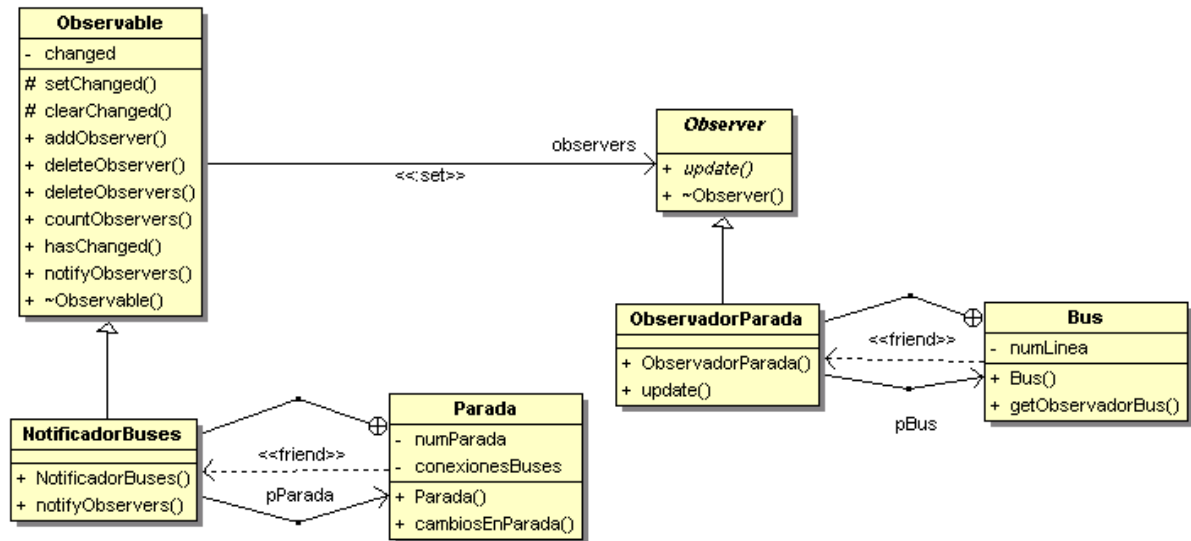 Observable
- changed
# setChanged()
# clearChanged()
+ addObserver()
+ deleteObserver()
+ deleteObservers()
+ countObservers()
+ hasChanged()
+ notifyObservers()
+ ~Observable()
observers
<<:set>>
Observer
+ update()
+ ~Observer()
ObservadorParada
+ ObservadorParada()
+ update()
<<friend>>
pBus
Bus
- numLinea
+ Bus()
+ getObservadorBus()
NotificadorBuses
+ NotificadorBuses()
+ notifyObservers()
<<friend>>
pParada
Parada
- numParada
- conexionesBuses
+ Parada()
+ cambiosEnParada()